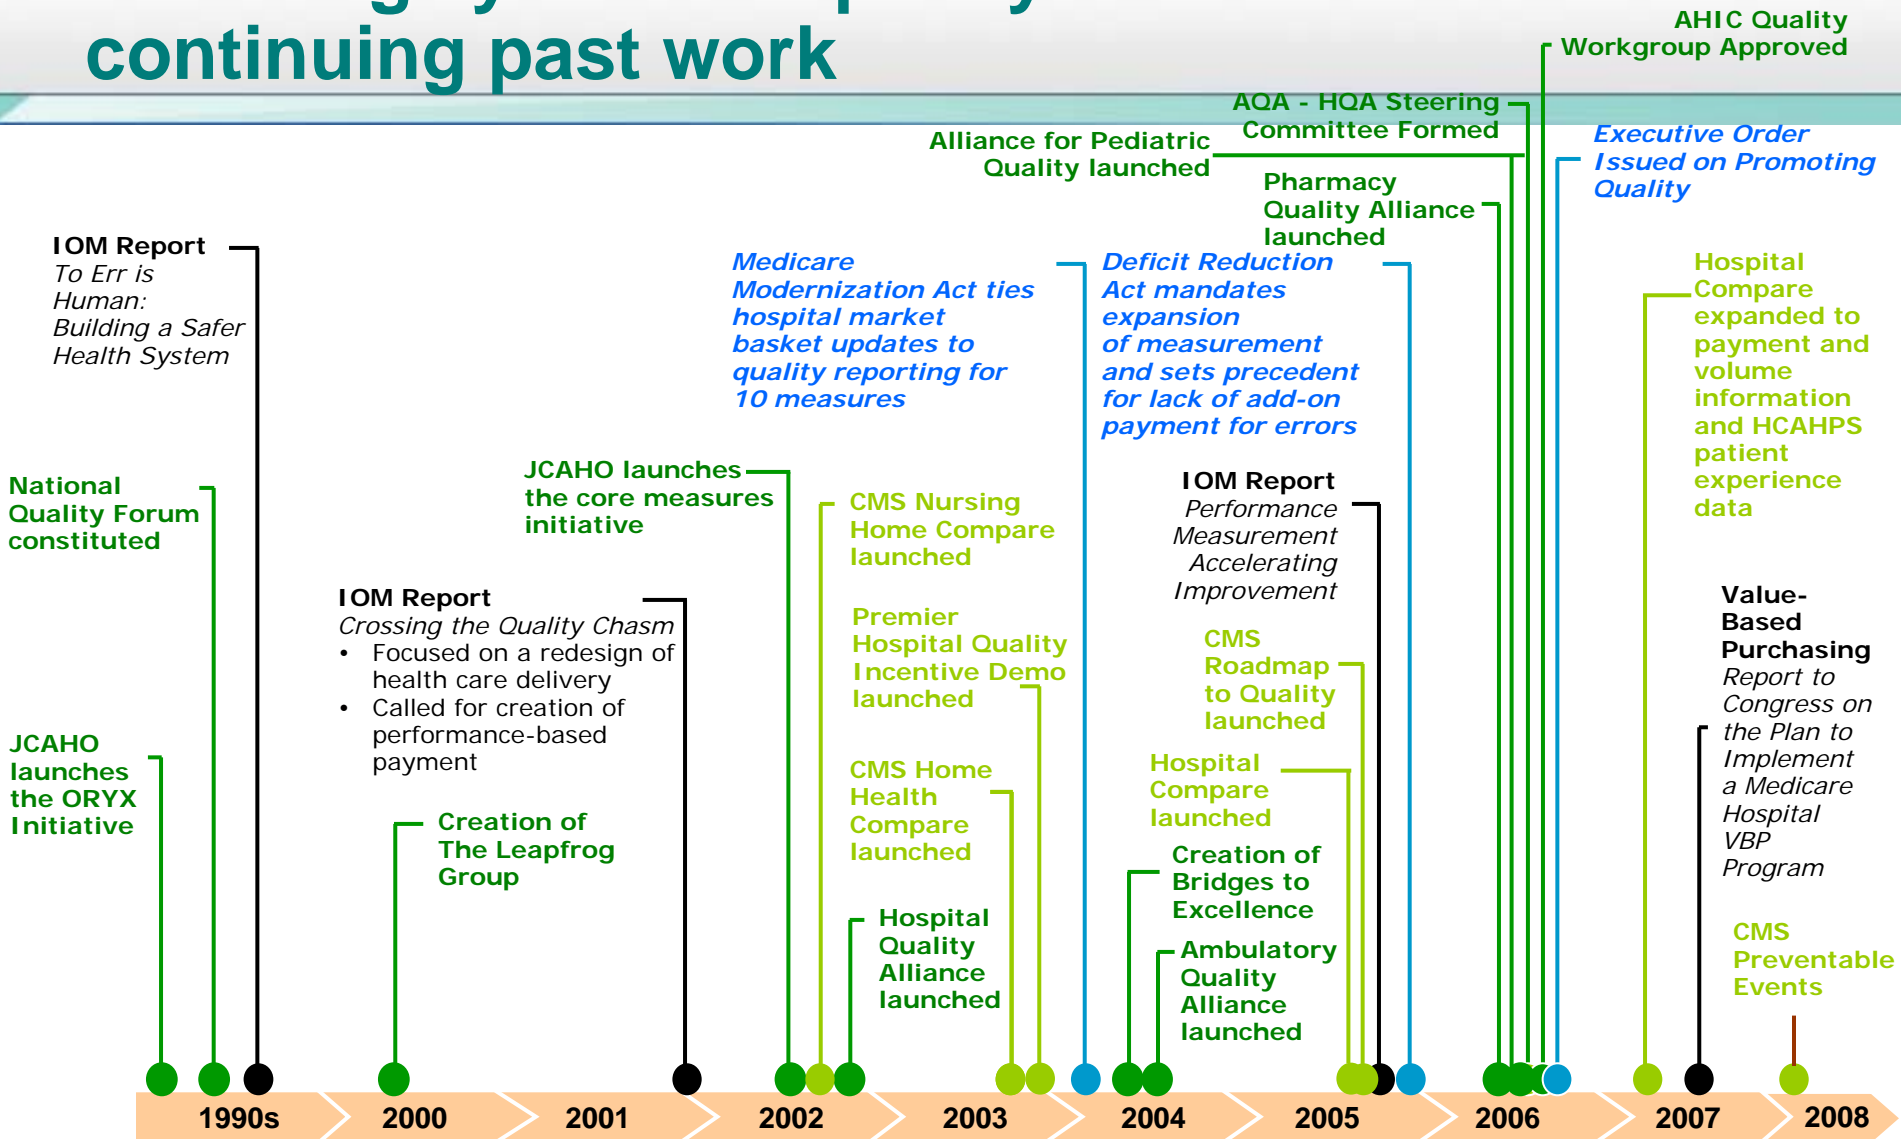 continuing past work
AHIC Quality
Workgroup Approved
AQA - HQA Steering
Committee Formed
Alliance for Pediatric
Quality launched
Executive Order
Issued on Promoting
Quality
Pharmacy
Quality Alliance
launched
IOM Report
To Err is
Human:
Building a Safer
Health System
Medicare
Modernization Act ties
hospital market
basket updates to
quality reporting for
10 measures
Deficit Reduction
Act mandates
expansion
of measurement
and sets precedent
for lack of add-on
payment for errors
Hospital
Compare
expanded to
payment and
volume
information
and HCAHPS
patient
experience
data
National
Quality Forum
constituted
JCAHO launches
the core measures
initiative
CMS Nursing
Home Compare
launched
IOM Report
Performance
Measurement
Accelerating
Improvement
IOM Report
Crossing the Quality Chasm
• Focused on a redesign of
health care delivery
• Called for creation of
performance-based
payment
Premier
Hospital Quality
Incentive Demo
launched
CMS
Roadmap
to Quality
launched
Value-
Based
Purchasing
Report to
Congress on
the Plan to
Implement
a Medicare
Hospital
VBP
Program
JCAHO
launches
the ORYX
Initiative
CMS Home
Health
Compare
launched
Hospital
Compare
launched
Creation of
The Leapfrog
Group
Creation of
Bridges to
Excellence
Hospital
Quality
Alliance
launched
Ambulatory
Quality
Alliance
launched
CMS
Preventable
Events
1990s
2000
2001
2002
2003
2004
2005
2006
2007
2008